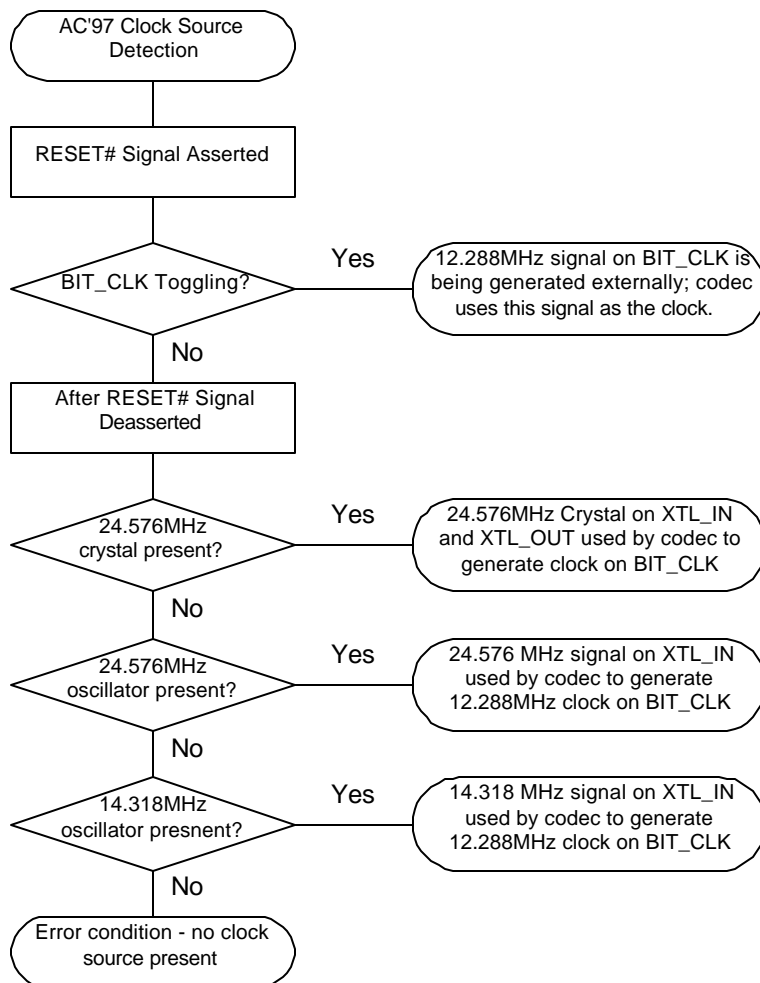 AC'97 Clock Source
Detection
RESET# Signal Asserted
BIT_CLK Toggling?
Yes
12.288MHz signal on BIT_CLK is
being generated externally; codec
uses this signal as the clock.
No
After RESET# Signal
Deasserted
24.576MHz
crystal present?
Yes
24.576MHz Crystal on XTL_IN
and XTL_OUT used by codec to
generate clock on BIT_CLK
No
24.576MHz
oscillator present?
Yes
24.576 MHz signal on XTL_IN
used by codec to generate
12.288MHz clock on BIT_CLK
No
14.318MHz
oscillator presnent?
Yes
14.318 MHz signal on XTL_IN
used by codec to generate
12.288MHz clock on BIT_CLK
No
Error condition - no clock
source present